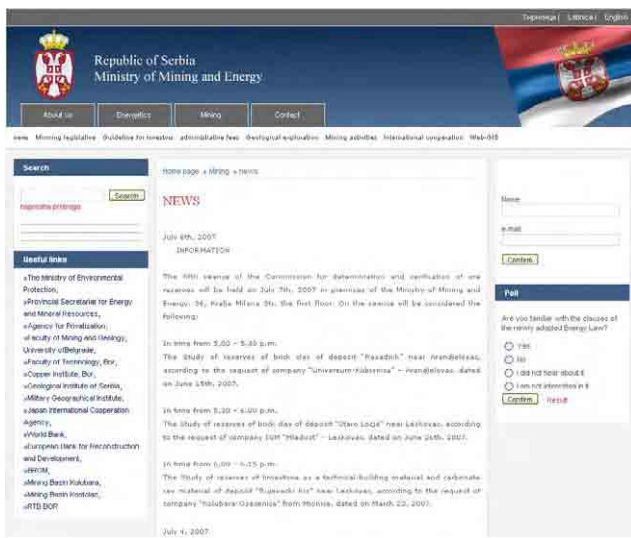 Ћирилица | Latinica | English
Republic of Serbia
Ministry of Mining and Energy
About Us
Energetics
Mining
Contact
news Mining legislative Guideline for investors administrative fees Geological exploration Mining activities International cooperation Web-GIS
Search
Search
Useful links
»The Ministry of Environmental
Protection,
»Provincial Secretariat for Energy
and Mineral Resources,
»Agency for Privatisation,
»Faculty of Mining and Geology,
University of Belgrade,
»Faculty of Technology, Bor,
»Copper Institute, Bor,
»Geological Institute of Serbia,
»Military Geographical Institute,
»Japan International Cooperation
Agency,
»World Bank,
»European Bank for Reconstruction
and Development,
»BRGM,
»Mining Basin Kolubara,
»Mining Basin Kostolac,
»RTB BOR
Home page » Mining » news
NEWS
July 6th, 2007
INFORMATION
The fifth seance of the Commission for determination and verification of ore
reserves will be held on July 7th, 2007 in premises of the Ministry of Mining and
Energy, 36, Kralja Milana Str. the first floor. On the seance will be considered the
following:
In time from 5,00 - 5,30 p.m.
The Study of reserves of brick clay of deposit "Rasadnik" near Arandjelovac,
according to the request of company "Universum-Kubrsnica" - Arandjelovac, dated
on June 15th, 2007.
In time from 5,30 - 6,00 p.m.
The Study of reserves of brick clay of deposit near Leskovac, according
to the request of company IGM "Mladost" - Leskovac, dated on June 26th, 2007.
In time from 6,00 - 6,15 p.m.
The Study of reserves of limestone as a technical-building material and carbonate
raw material of deposit near Leskovac, according to the request of
company from Mionica, dated on March 23, 2007.
July 4, 2007
Name
e-mail
Confirm
Poll
Are you familiar with the clauses of
the newly adopted Energy Law?
Yes
No
I did not hear about it
I am not interested in it
Confirm Result